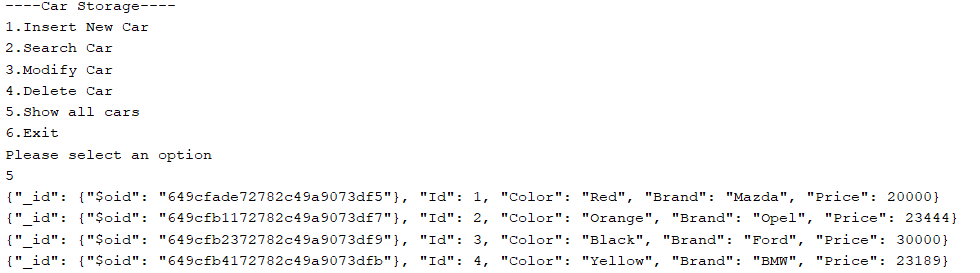 ----Car Storage----
1.Insert New Car
2.Search Car
3.Modify Car
4.Delete Car
5.Show all cars
6.Exit
Please select an option
5
{"_id": {"$oid": "649cfade72782c49a9073df5"}, "Id": 1, "Color": "Red", "Brand": "Mazda", "Price": 20000}
{"_id": {"$oid": "649cfb1172782c49a9073df7"}, "Id": 2, "Color": "Orange", "Brand": "Opel", "Price": 23444}
{"_id": {"$oid": "649cfb2372782c49a9073df9"}, "Id": 3, "Color": "Black", "Brand": "Ford", "Price": 30000}
{"_id": {"$oid": "649cfb4172782c49a9073dfb"}, "Id": 4, "Color": "Yellow", "Brand": "BMW", "Price": 23189}